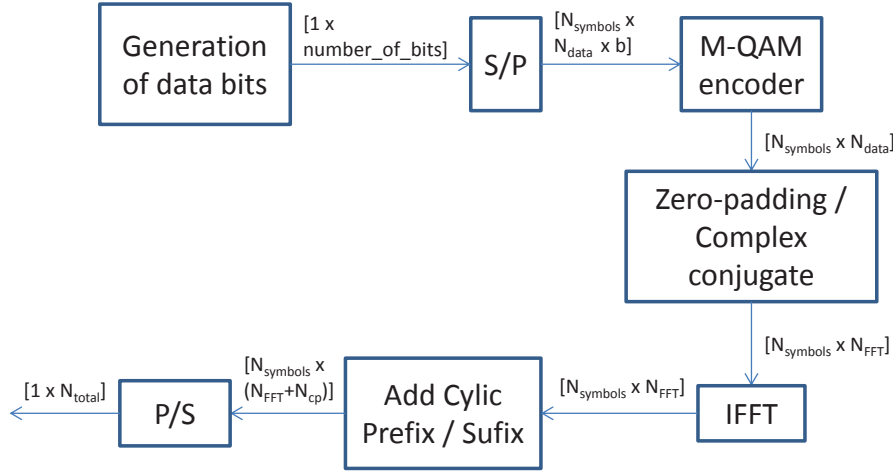 Generation
of data bits
[1 x
number_of_bits]
S/P
[Nsymbols x
Ndata x b]
M-QAM
encoder
[Nsymbols x Ndata]
Zero-padding /
Complex
conjugate
[Nsymbols x NFFT]
IFFT
[Nsymbols x NFFT]
Add Cylic
Prefix / Sufix
[Nsymbols x
(NFFT+Ncp)]
P/S
[1 x Ntotal]